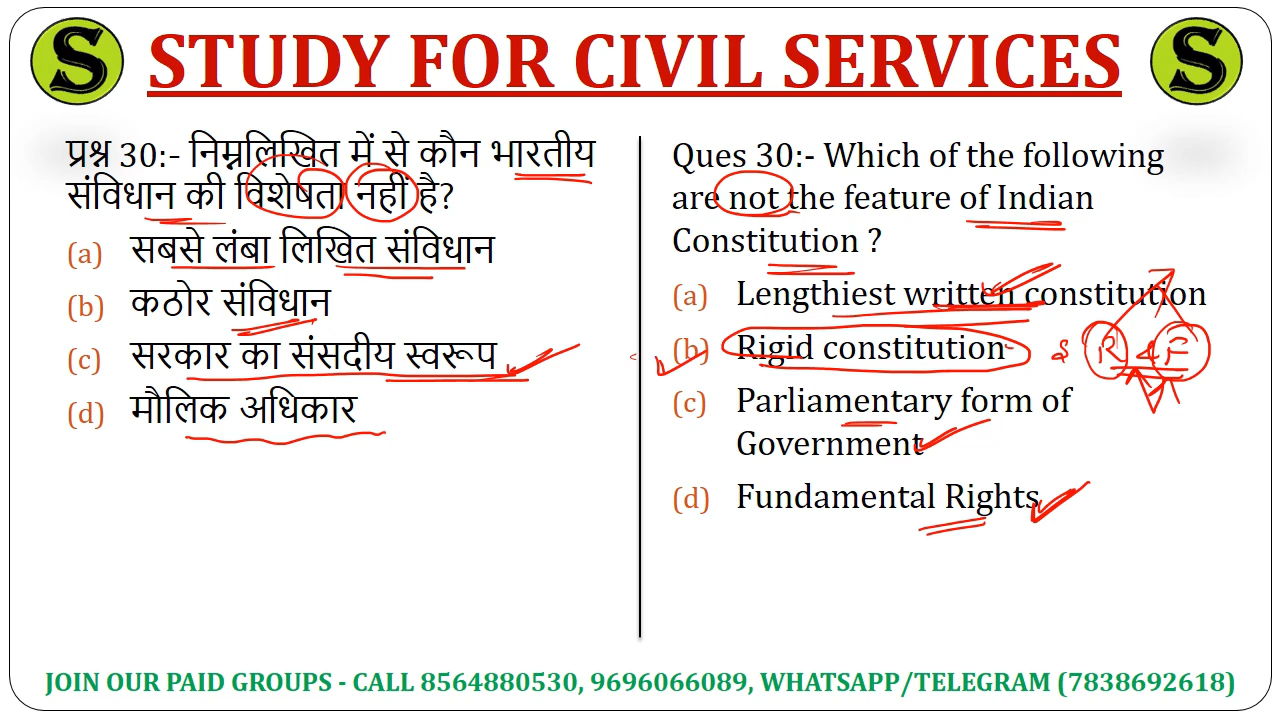 S STUDY FOR CIVIL SERVICES S
प्रश्न 30:- निम्नलिखित में से कौन भारतीय
संविधान की विशेषता नहीं है?
(a) सबसे लंबा लिखित संविधान
(b) कठोर संविधान
(c) सरकार का संसदीय स्वरूप
(d) मौलिक अधिकार
Ques 30:- Which of the following
are not the feature of Indian
Constitution ?
(a) Lengthiest written constitution
(b) Rigid constitution
R & F
(c) Parliamentary form of
Government
(d) Fundamental Rights
JOIN OUR PAID GROUPS - CALL 8564880530, 9696066089, WHATSAPP/TELEGRAM (7838692618)